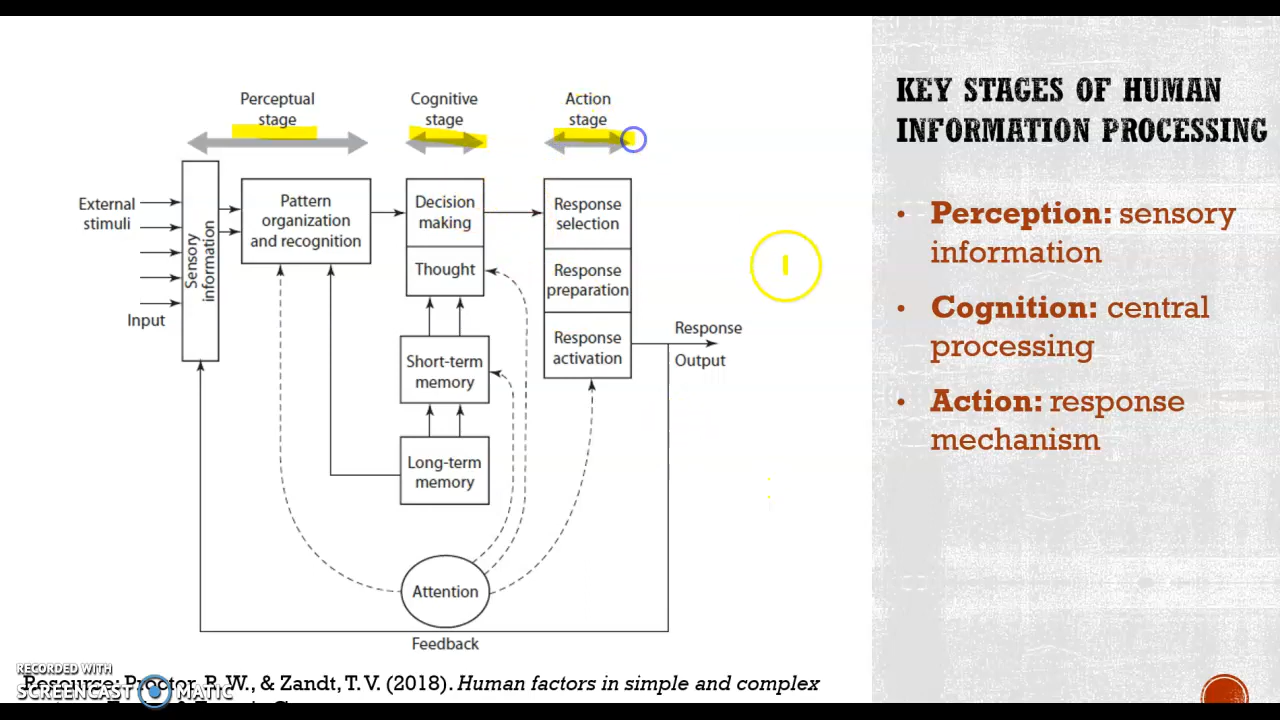 Perceptual
stage
Cognitive
stage
Action
stage
External
stimuli
Input
Sensory
information
Pattern
organization
and recognition
Decision
making
Thought
Short-term
memory
Long-term
memory
Attention
Response
selection
Response
preparation
Response
activation
Response
Output
Feedback
KEY STAGES OF HUMAN
INFORMATION PROCESSING
• Perception: sensory
information
• Cognition: central
processing
• Action: response
mechanism
RECORDED WITH
SCREENCAST MATIC
Resource: Proctor, R. W., & Zandt, T. V. (2018). Human factors in simple and complex